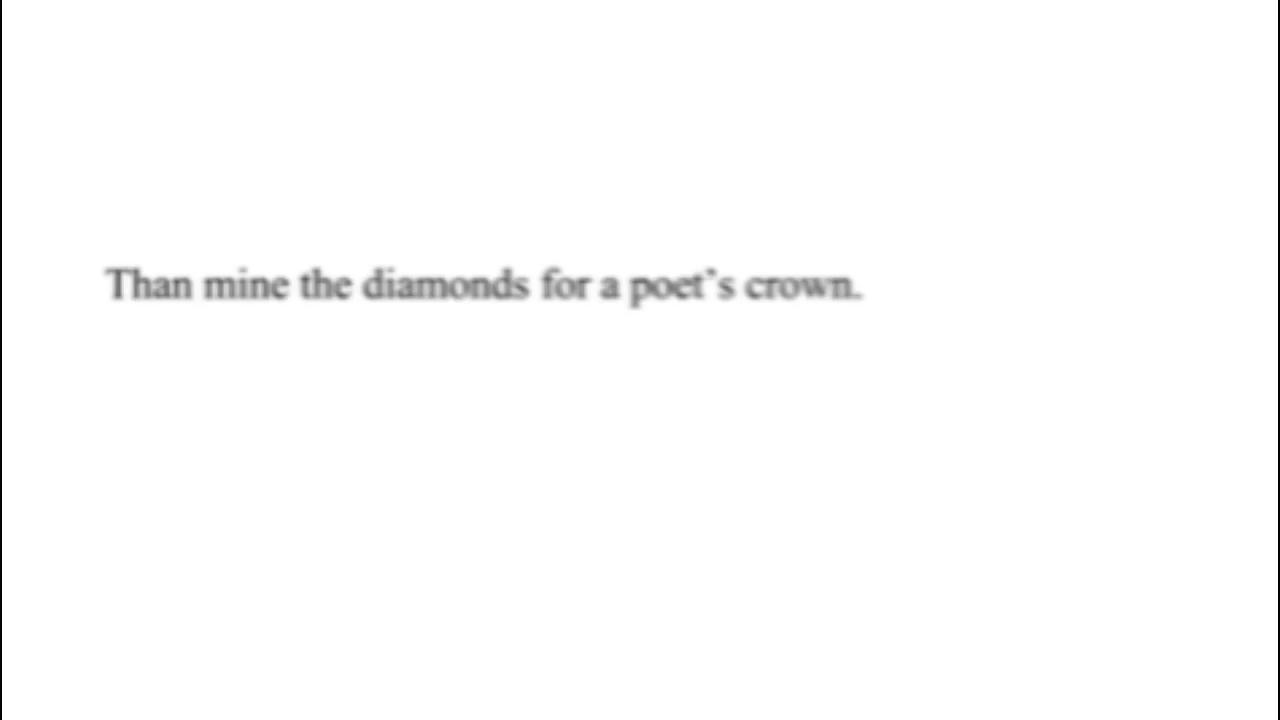 Than mine the diamonds for a poet’s crown.